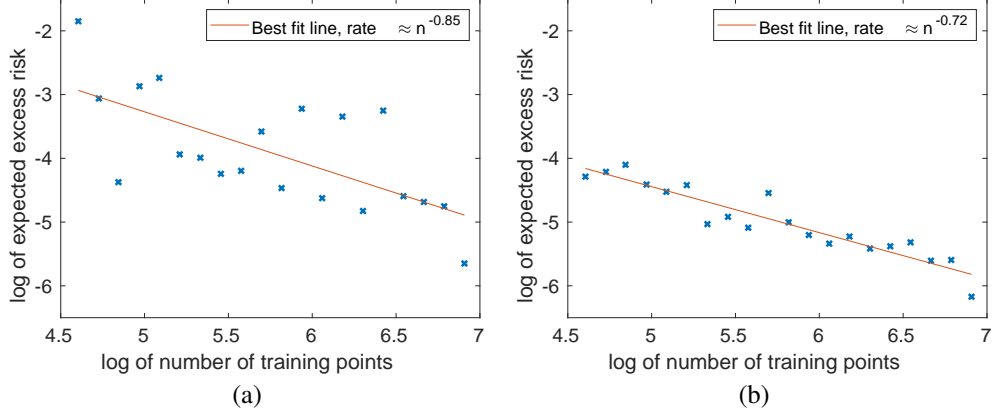 -2
-3
-4
-5
-6
log of expected excess risk
Best fit line, rate ≈ n^-0.85
4.5 5 5.5 6 6.5 7
log of number of training points
(a)
-2
-3
-4
-5
-6
log of expected excess risk
Best fit line, rate ≈ n^-0.72
4.5 5 5.5 6 6.5 7
log of number of training points
(b)